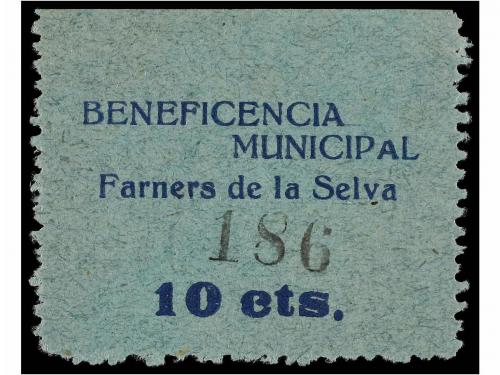 BENEFICENCIA
MUNICIPAL
Farners de la Selva
186
10 cts.